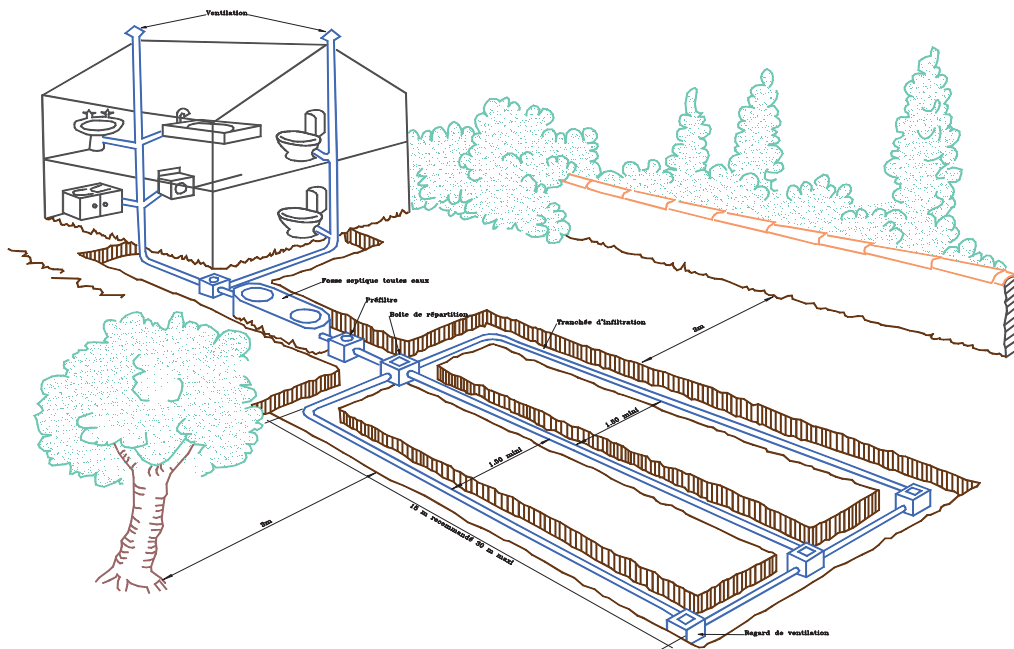 Ventilation
Fosse septique toutes eaux
Préfiltre
Boîte de répartition
Tranchée d'infiltration
3m
1.50 mini
1.50 mini
3m
15 m recommandé 30 m maxi
Regard de ventilation